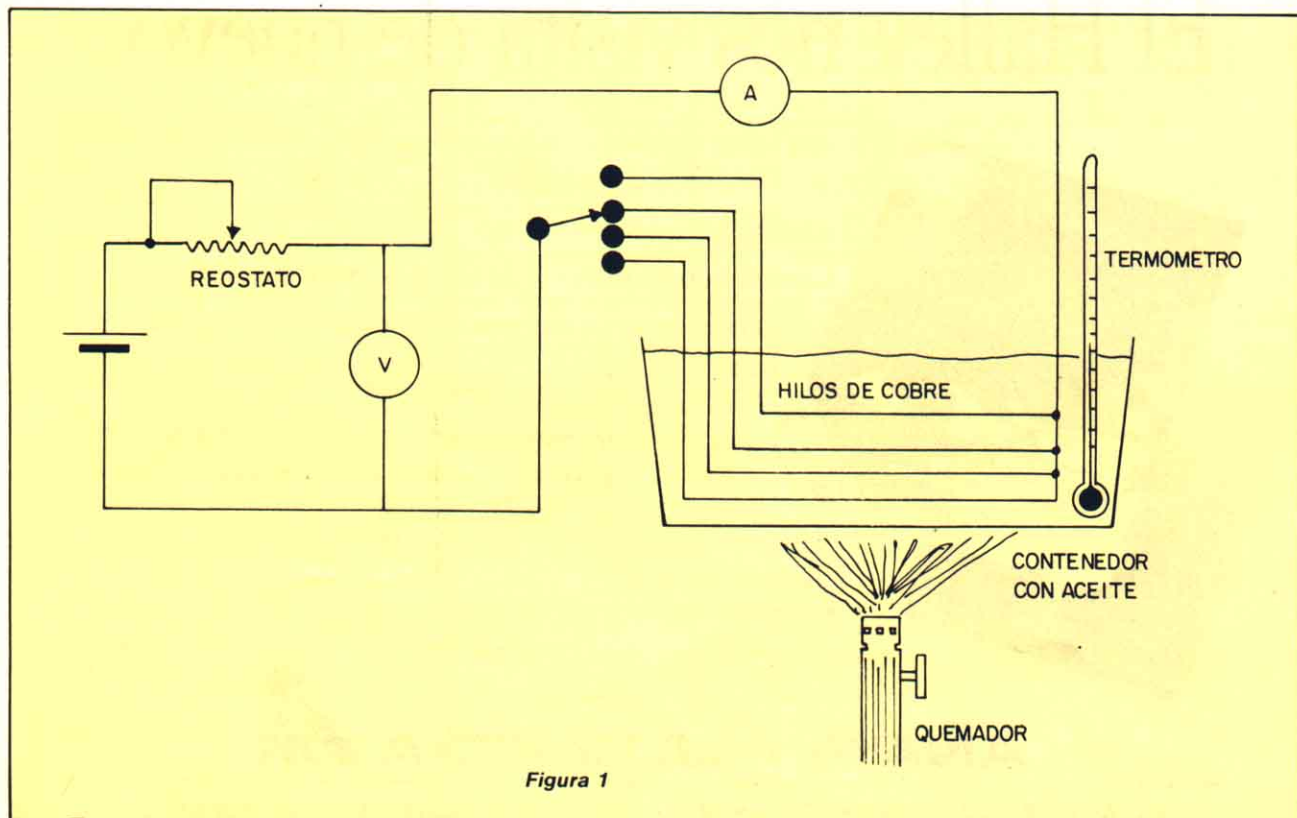 A
REOSTATO
V
TERMOMETRO
HILOS DE COBRE
CONTENEDOR
CON ACEITE
QUEMADOR
Figura 1